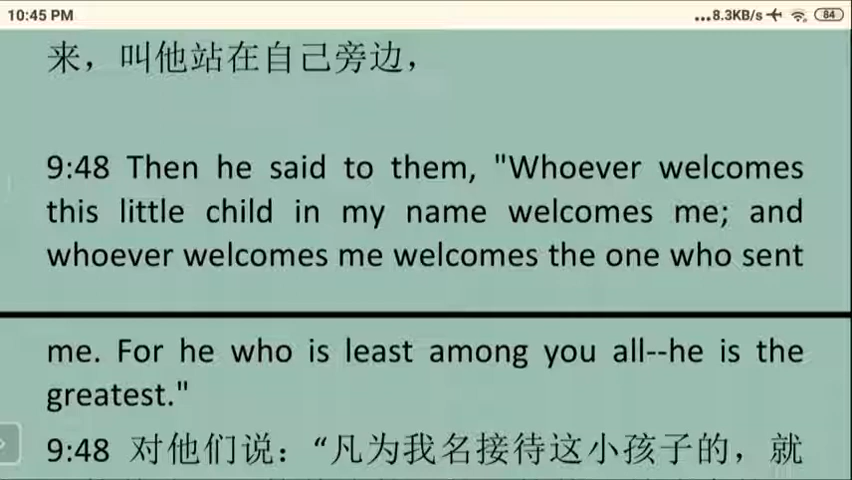 10:45 PM
...8.3KB/s 84
来，叫他站在自己旁边，
9:48 Then he said to them, "Whoever welcomes
this little child in my name welcomes me; and
whoever welcomes me welcomes the one who sent
me. For he who is least among you all--he is the
greatest."
9:48 对他们说：“凡为我名接待这小孩子的，就